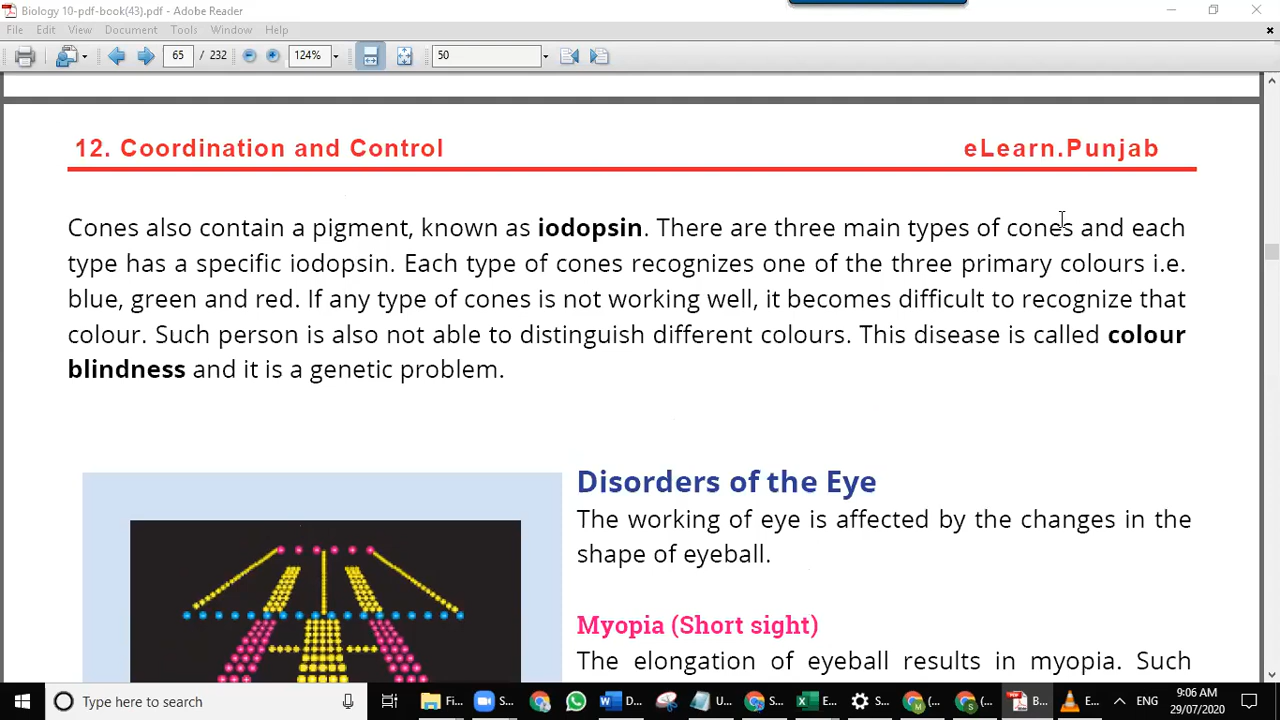 Biology 10-pdf-book(43).pdf - Adobe Reader
File Edit View Document Tools Window Help
65 / 232 124% 50
12. Coordination and Control eLearn.Punjab
Cones also contain a pigment, known as iodopsin. There are three main types of cones and each
type has a specific iodopsin. Each type of cones recognizes one of the three primary colours i.e.
blue, green and red. If any type of cones is not working well, it becomes difficult to recognize that
colour. Such person is also not able to distinguish different colours. This disease is called colour
blindness and it is a genetic problem.
Disorders of the Eye
The working of eye is affected by the changes in the
shape of eyeball.
Myopia (Short sight)
The elongation of eyeball results in myopia. Such
Type here to search Fi... S... D... U... S... E... S... (... (... B... E... ENG 9:06 AM
29/07/2020